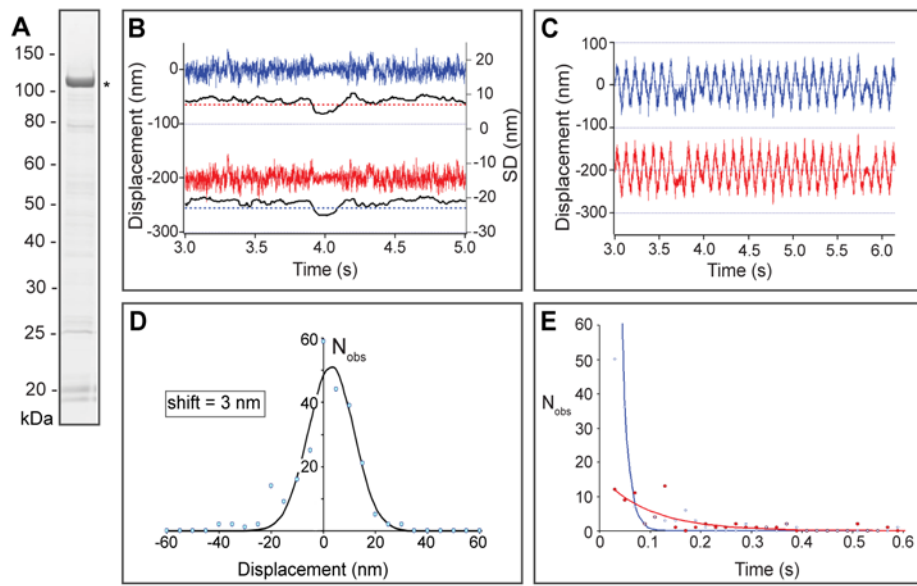 A
150 -
100 -
*
80 -
60 -
50 -
40 -
30 -
25 -
20 -
kDa
B
Displacement (nm)
0
-100
-200
-300
20
10
0
-10
-20
-30
SD (nm)
3.0 3.5 4.0 4.5 5.0
Time (s)
C
Displacement (nm)
100
0
-100
-200
-300
3.0 3.5 4.0 4.5 5.0 5.5 6.0
Time (s)
D
60
Nobs
shift = 3 nm
40
20
-60 -40 -20 0 20 40 60
Displacement (nm)
E
60
50
Nobs
40
30
20
10
0
0 0.1 0.2 0.3 0.4 0.5 0.6
Time (s)